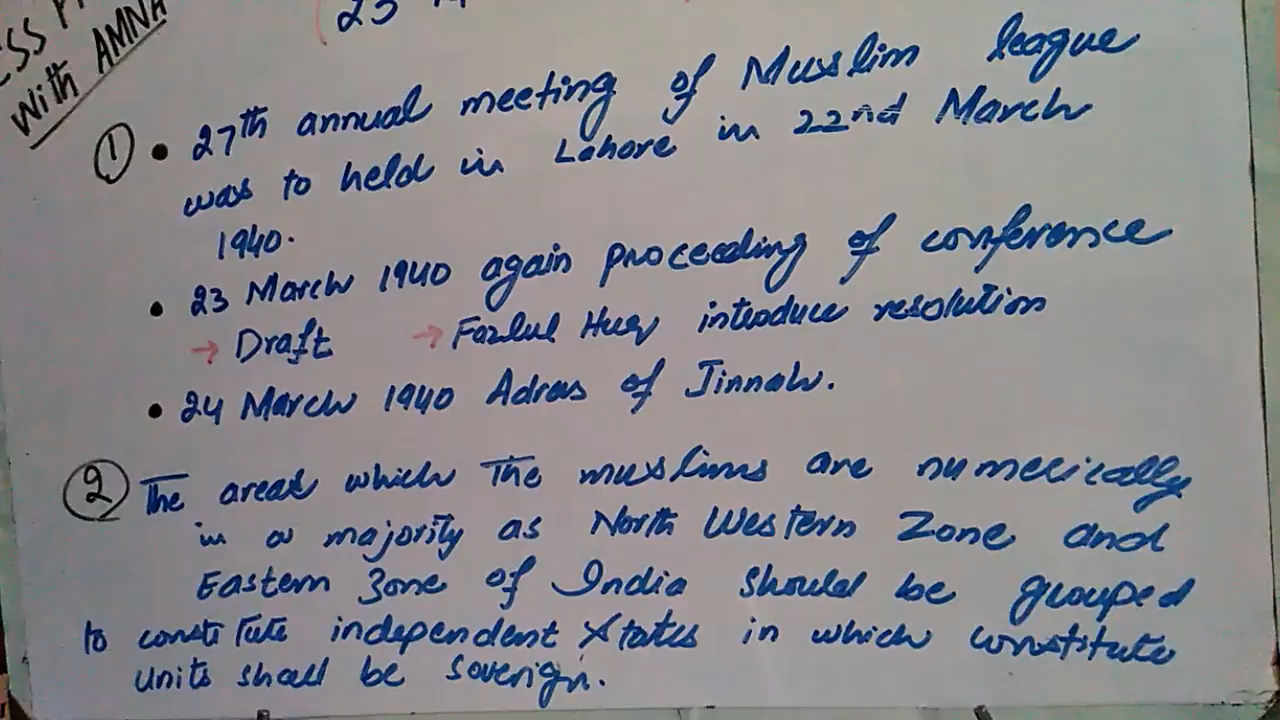 With AMNA
23
① • 27th annual meeting of Muslim league
was to held in Lahore in 22nd March
1940.
• 23 March 1940 again proceeding of conference
→ Draft → Fazlul Huq introduce resolution
• 24 March 1940 Adras of Jinnah.
② The areas which The muslims are numerically
in a majority as North Western Zone and
Eastern Zone of India should be grouped
to constitute independent States in which constitute
units shall be soverign.